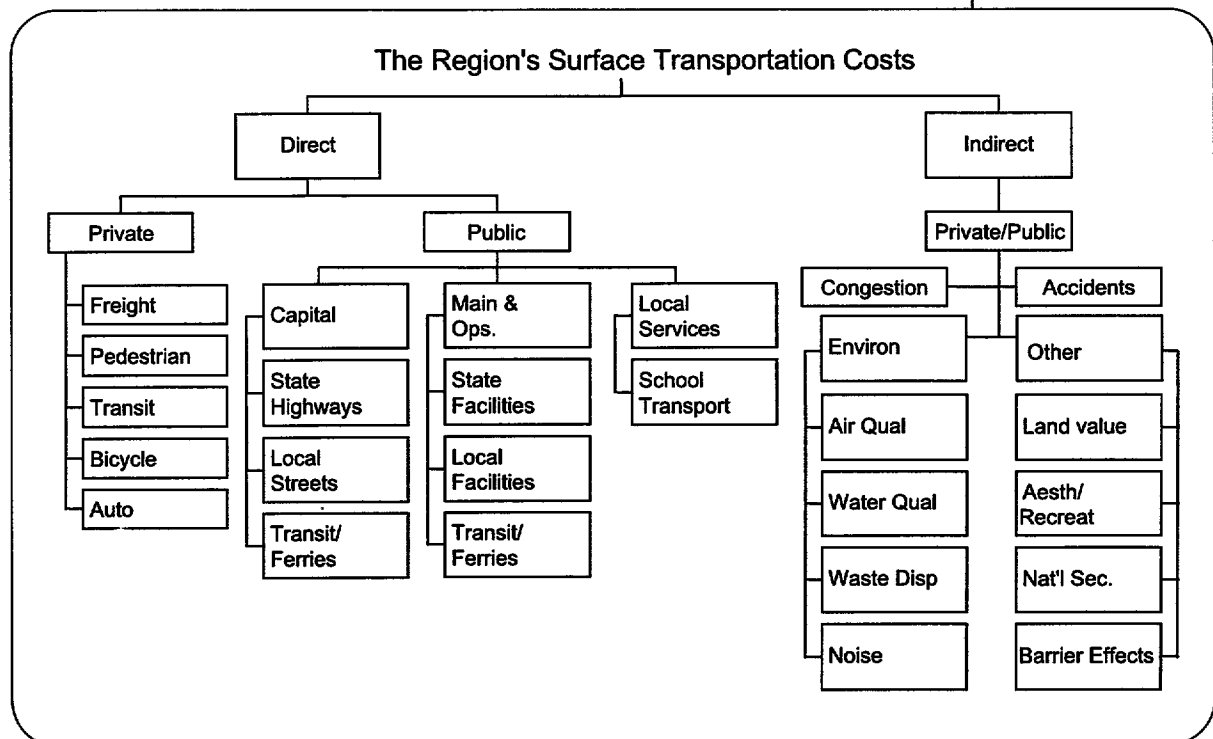 The Region's Surface Transportation Costs
Direct
Indirect
Private
Public
Private/Public
Freight
Pedestrian
Transit
Bicycle
Auto
Capital
State
Highways
Local
Streets
Transit/
Ferries
Main &
Ops.
State
Facilities
Local
Facilities
Transit/
Ferries
Local
Services
School
Transport
Congestion
Accidents
Environ
Air Qual
Water Qual
Waste Disp
Noise
Other
Land value
Aesth/
Recreat
Nat'l Sec.
Barrier Effects